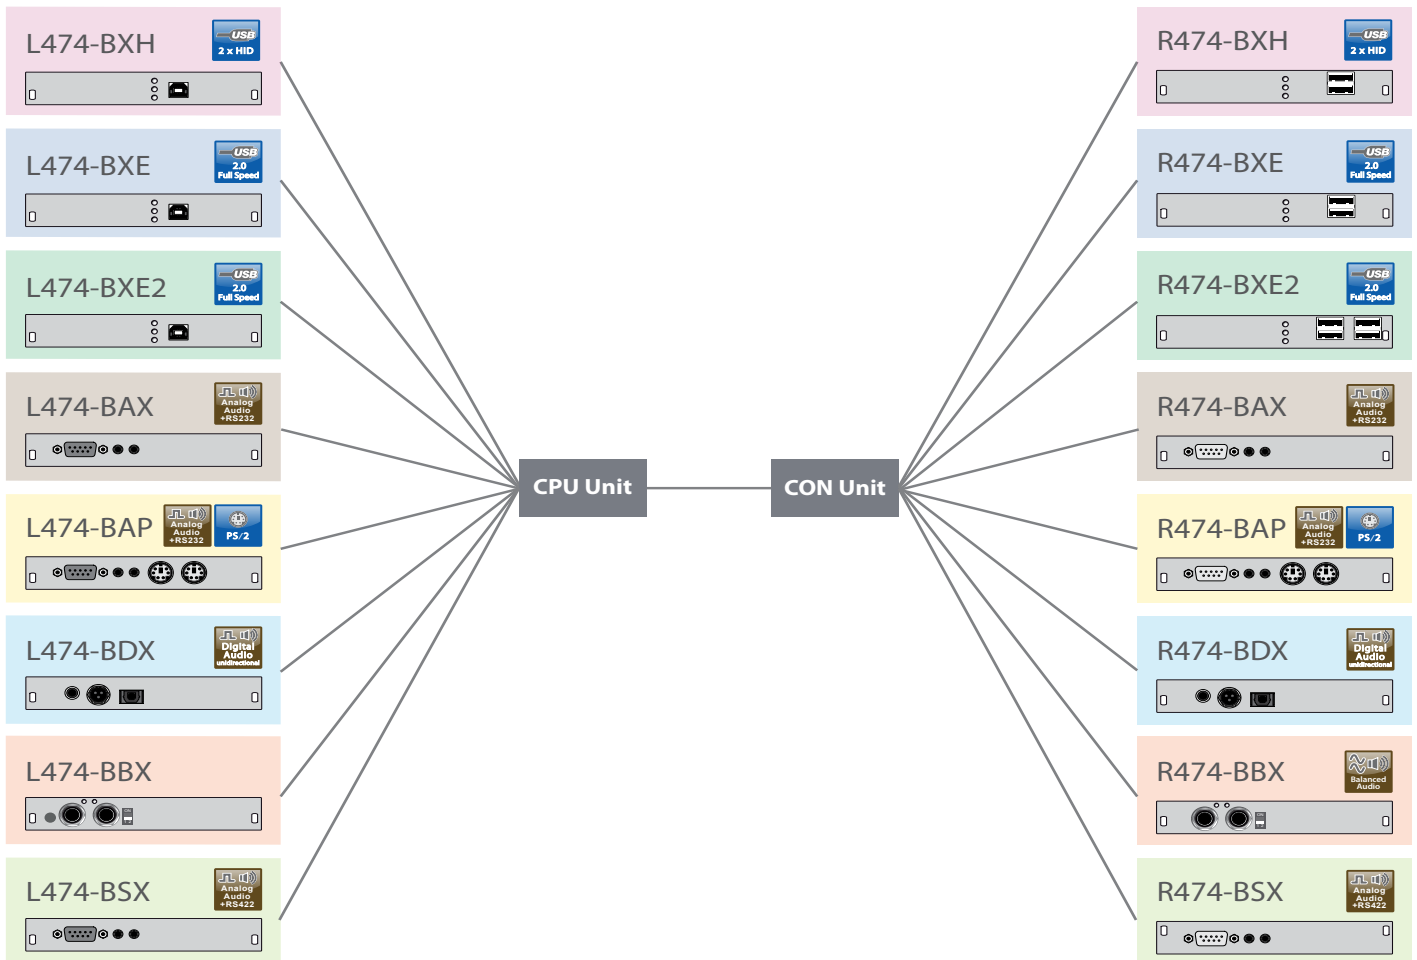 L474-BXH
USB
2 x HID
L474-BXE
USB
2.0
Full Speed
L474-BXE2
USB
2.0
Full Speed
L474-BAX
Analog
Audio
+RS232
L474-BAP
Analog
Audio
+RS232
PS/2
L474-BDX
Digital
Audio
unidirectional
L474-BBX
L474-BSX
Analog
Audio
+RS422
CPU Unit
CON Unit
R474-BXH
USB
2 x HID
R474-BXE
USB
2.0
Full Speed
R474-BXE2
USB
2.0
Full Speed
R474-BAX
Analog
Audio
+RS232
R474-BAP
Analog
Audio
+RS232
PS/2
R474-BDX
Digital
Audio
unidirectional
R474-BBX
Balanced
Audio
R474-BSX
Analog
Audio
+RS422